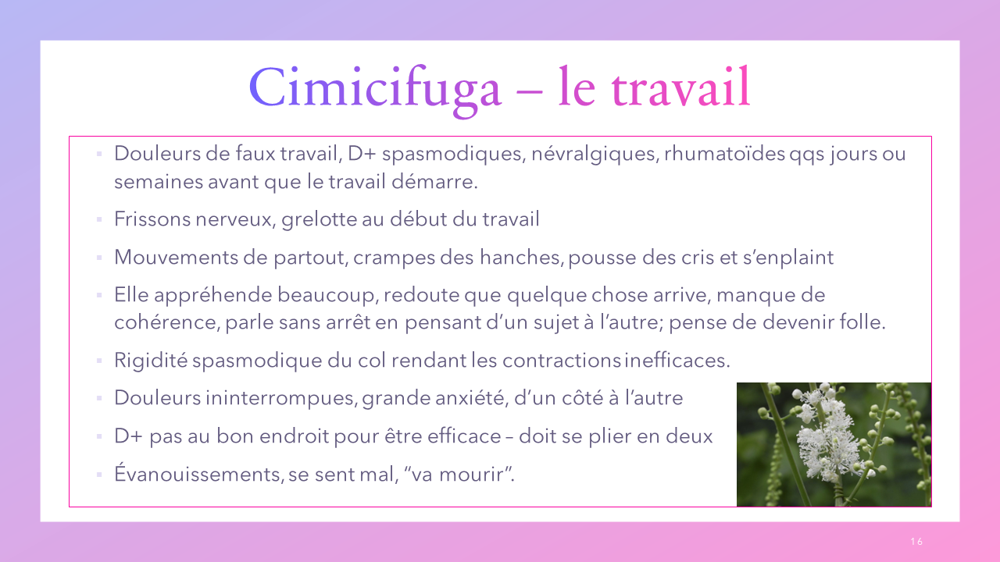 Cimicifuga – le travail
Douleurs de faux travail, D+ spasmodiques, névralgiques, rhumatoïdes qqs jours ou
semaines avant que le travail démarre.
Frissons nerveux, grelotte au début du travail
Mouvements de partout, crampes des hanches, pousse des cris et s’enplaint
Elle appréhende beaucoup, redoute que quelque chose arrive, manque de
cohérence, parle sans arrêt en pensant d’un sujet à l’autre; pense de devenir folle.
Rigidité spasmodique du col rendant les contractions inefficaces.
Douleurs ininterrompues, grande anxiété, d’un côté à l’autre
D+ pas au bon endroit pour être efficace – doit se plier en deux
Évanouissements, se sent mal, “va mourir”.
16